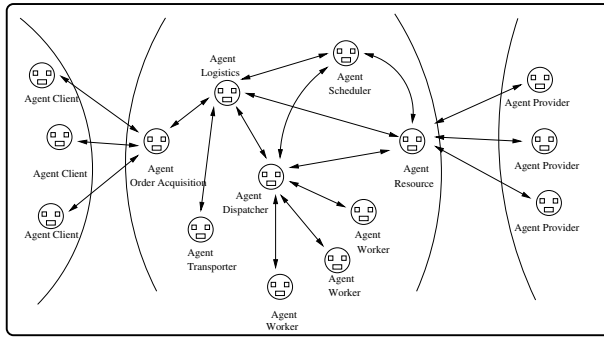 Agent
Logistics
Agent
Scheduler
Agent Client
Agent Provider
Agent Client
Agent
Order Acquisition
Agent
Resource
Agent Provider
Agent
Dispatcher
Agent Client
Agent Provider
Agent
Transporter
Agent
Worker
Agent
Worker
Agent
Worker